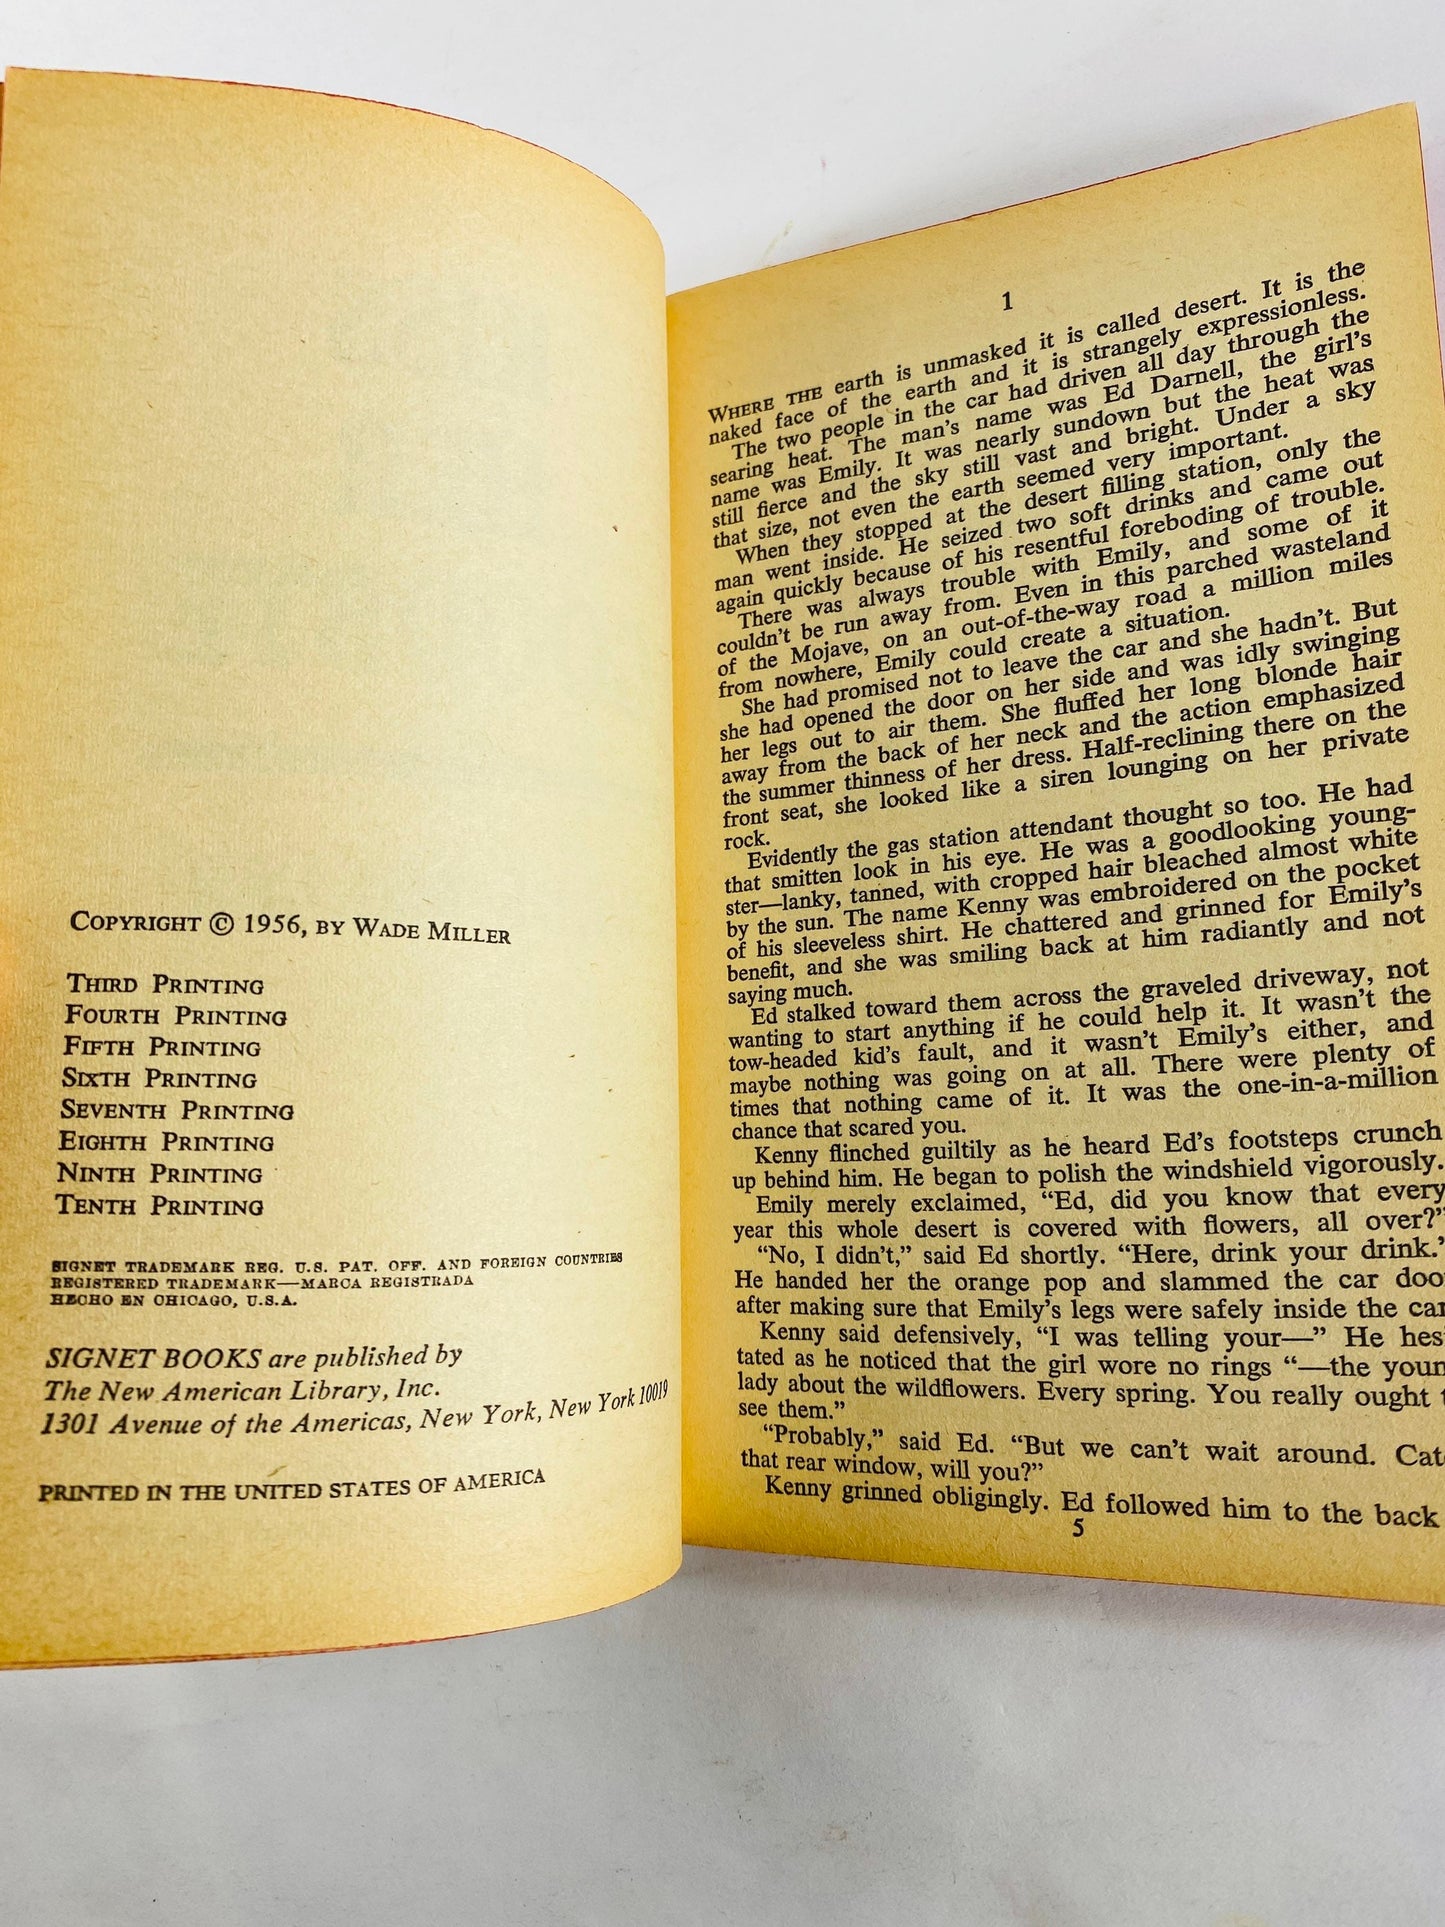 COPYRIGHT © 1956, BY WADE MILLER
THIRD PRINTING
FOURTH PRINTING
FIFTH PRINTING
SIXTH PRINTING
SEVENTH PRINTING
EIGHTH PRINTING
NINTH PRINTING
TENTH PRINTING
SIGNET TRADEMARK REG. U.S. PAT. OFF. AND FOREIGN COUNTRIES
REGISTERED TRADEMARK—MARCA REGISTRADA
HECHO EN CHICAGO, U.S.A.
SIGNET BOOKS are published by
The New American Library, Inc.
1301 Avenue of the Americas, New York, New York 10019
PRINTED IN THE UNITED STATES OF AMERICA
1
WHERE THE earth is unmasked it is called desert. It is the
naked face of the earth and it is strangely expressionless.
The two people in the car had driven all day through the
searing heat. The man's name was Ed Darnell, the girl's
name was Emily. It was nearly sundown but the heat was
still fierce and the sky still vast and bright. Under a sky
that size, not even the earth seemed very important.
When they stopped at the desert filling station, only the
man went inside. He seized two soft drinks and came out
again quickly because of his resentful foreboding of trouble.
There was always trouble with Emily, and some of it
couldn't be run away from. Even in this parched wasteland
of the Mojave, on an out-of-the-way road a million miles
from nowhere, Emily could create a situation.
She had promised not to leave the car and she hadn't. But
she had opened the door on her side and was idly swinging
her legs out to air them. She fluffed her long blonde hair
away from the back of her neck and the action emphasized
the summer thinness of her dress. Half-reclining there on the
front seat, she looked like a siren lounging on her private
rock.
Evidently the gas station attendant thought so too. He had
that smitten look in his eye. He was a goodlooking young-
ster—lanky, tanned, with cropped hair bleached almost white
by the sun. The name Kenny was embroidered on the pocket
of his sleeveless shirt. He chattered and grinned for Emily's
benefit, and she was smiling back at him radiantly and not
saying much.
Ed stalked toward them across the graveled driveway, not
wanting to start anything if he could help it. It wasn't the
tow-headed kid's fault, and it wasn't Emily's either, and
maybe nothing was going on at all. There were plenty of
times that nothing came of it. It was the one-in-a-million
chance that scared you.
Kenny flinched guiltily as he heard Ed's footsteps crunch
up behind him. He began to polish the windshield vigorously.
Emily merely exclaimed, "Ed, did you know that every
year this whole desert is covered with flowers, all over?"
"No, I didn't," said Ed shortly. "Here, drink your drink."
He handed her the orange pop and slammed the car doo
after making sure that Emily's legs were safely inside the car
Kenny said defensively, "I was telling your—" He hesi
tated as he noticed that the girl wore no rings "—the youn
lady about the wildflowers. Every spring. You really ought t
see them."
"Probably," said Ed. "But we can't wait around. Catc
that rear window, will you?"
Kenny grinned obligingly. Ed followed him to the back
5